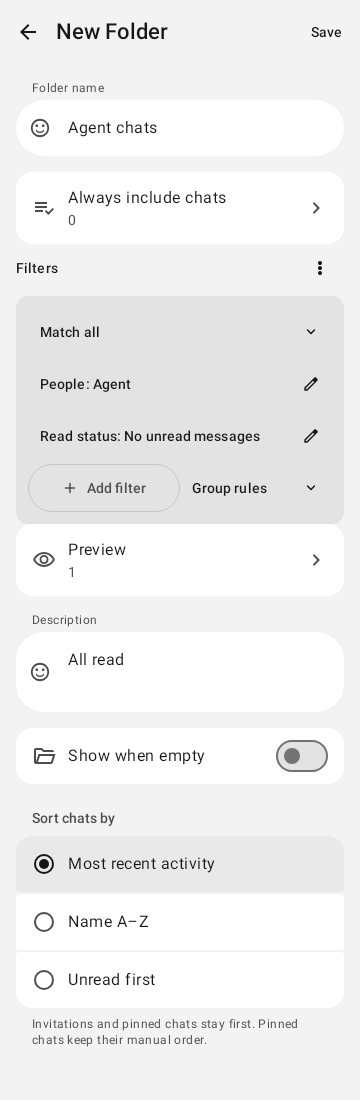 New Folder
Save
Folder name
Agent chats
Always include chats
0
Filters
Match all
People: Agent
Read status: No unread messages
Add filter
Group rules
Preview
1
Description
All read
Show when empty
Sort chats by
Most recent activity
Name A–Z
Unread first
Invitations and pinned chats stay first. Pinned
chats keep their manual order.